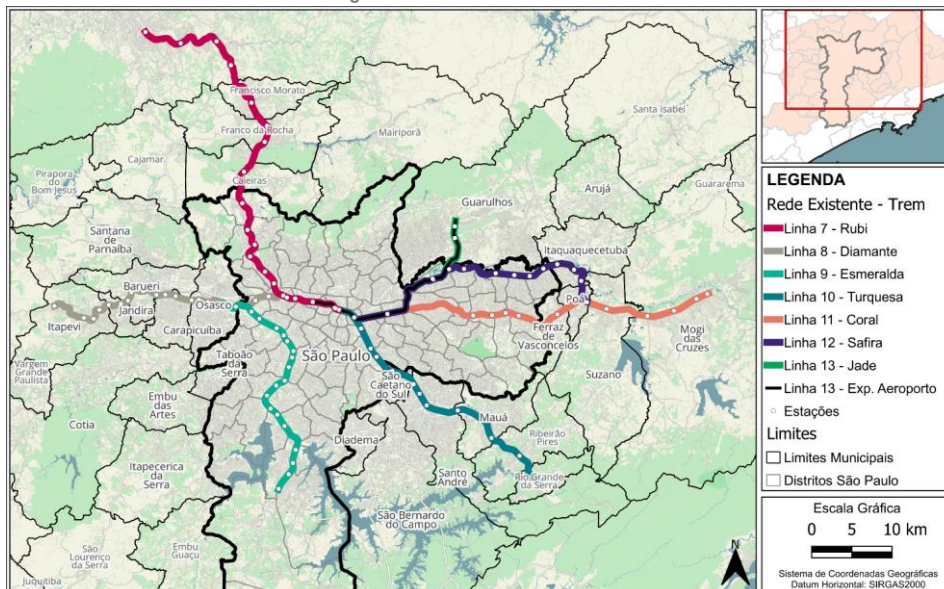 Francisco Morato
Franco da Rocha
Mairiporã
Santa Isabel
Cajamar
Pirapora
do
Bom Jesus
Caieiras
Guarulhos
Arujá
Guararema
Santana
de
Parnaíba
Itaquaquecetuba
Barueri
Jandira
Osasco
Itapevi
Carapicuíba
Poá
Ferraz
de
Vasconcelos
Mogi
das
Cruzes
Taboão
da
Serra
São Paulo
Suzano
Vargem
Grande
Paulista
São
Caetano
do Sul
Embu
das
Artes
Cotia
Mauá
Ribeirão
Pires
Diadema
Itapecerica
da
Serra
Santo
André
Rio Grande
da Serra
São Bernardo
do Campo
São
Lourenço
da Serra
Embu
Guaçu
Juquitiba
LEGENDA
Rede Existente - Trem
Linha 7 - Rubi
Linha 8 - Diamante
Linha 9 - Esmeralda
Linha 10 - Turquesa
Linha 11 - Coral
Linha 12 - Safira
Linha 13 - Jade
Linha 13 - Exp. Aeroporto
Estações
Limites
Limites Municipais
Distritos São Paulo
Escala Gráfica
0 5 10 km
N
Sistema de Coordenadas Geográficas
Datum Horizontal: SIRGAS2000